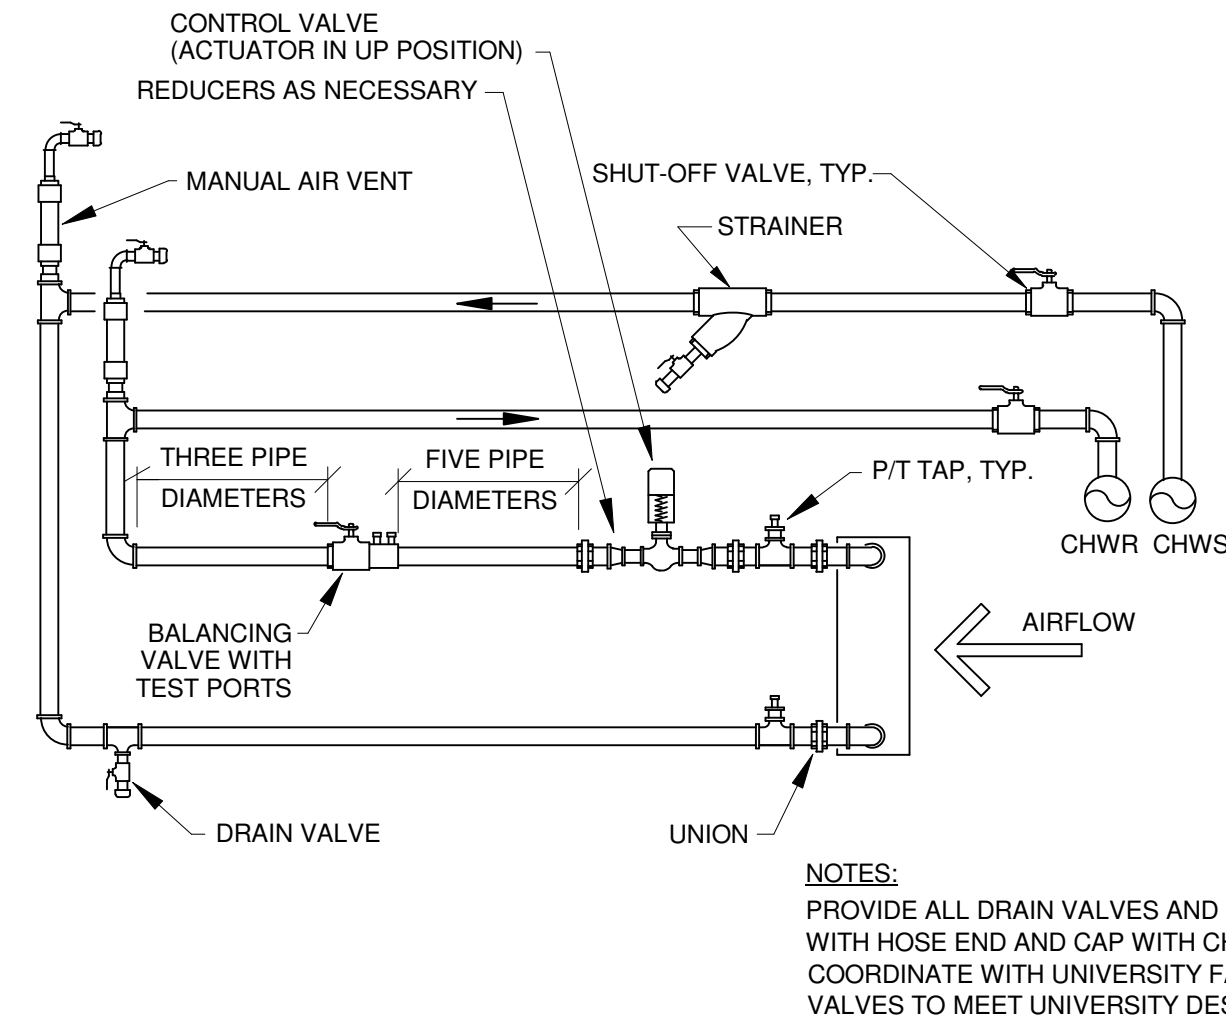 CONTROL VALVE
(ACTUATOR IN UP POSITION)
REDUCERS AS NECESSARY
MANUAL AIR VENT
SHUT-OFF VALVE, TYP.
STRAINER
THREE PIPE
DIAMETERS
FIVE PIPE
DIAMETERS
P/T TAP, TYP.
CHWR CHWS
BALANCING
VALVE WITH
TEST PORTS
AIRFLOW
DRAIN VALVE
UNION
NOTES:
PROVIDE ALL DRAIN VALVES AND
WITH HOSE END AND CAP WITH
COORDINATE WITH UNIVERSITY
VALVES TO MEET UNIVERSITY